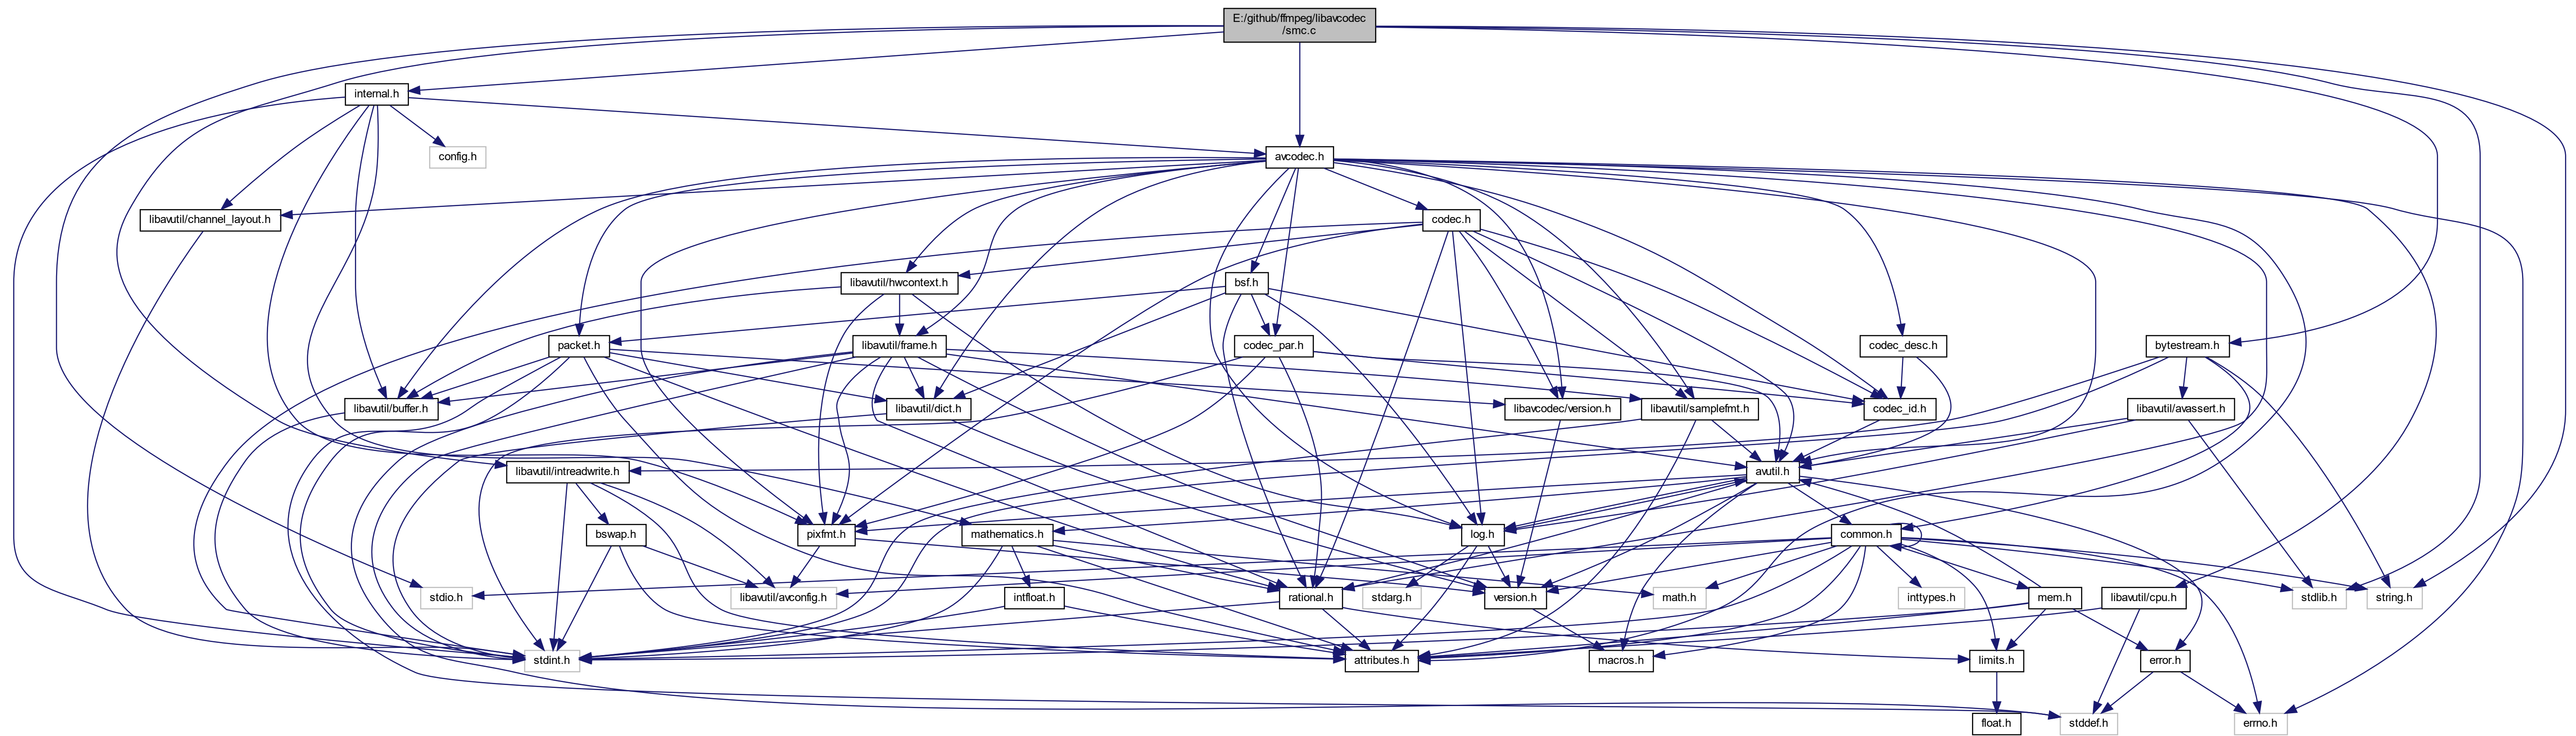 E:/github/ffmpeg/libavcodec
/smc.c
internal.h
config.h
avcodec.h
libavutil/channel_layout.h
codec.h
libavutil/hwcontext.h
bsf.h
packet.h
libavutil/frame.h
codec_par.h
codec_desc.h
bytestream.h
libavutil/buffer.h
libavutil/dict.h
libavcodec/version.h
libavutil/samplefmt.h
codec_id.h
libavutil/avassert.h
libavutil/intreadwrite.h
avutil.h
bswap.h
pixfmt.h
mathematics.h
log.h
common.h
stdio.h
libavutil/avconfig.h
intfloat.h
rational.h
stdarg.h
version.h
math.h
inttypes.h
mem.h
libavutil/cpu.h
stdlib.h
string.h
stdint.h
attributes.h
macros.h
limits.h
error.h
float.h
stddef.h
errno.h